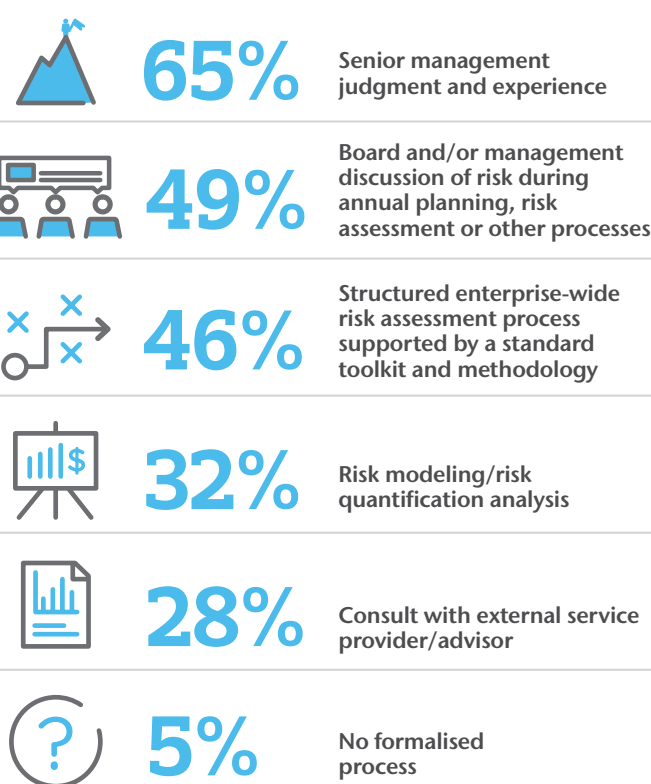 65%
Senior management
judgment and experience
49%
Board and/or management
discussion of risk during
annual planning, risk
assessment or other processes
46%
Structured enterprise-wide
risk assessment process
supported by a standard
toolkit and methodology
$
32%
Risk modeling/risk
quantification analysis
28%
Consult with external service
provider/advisor
?
5%
No formalised
process